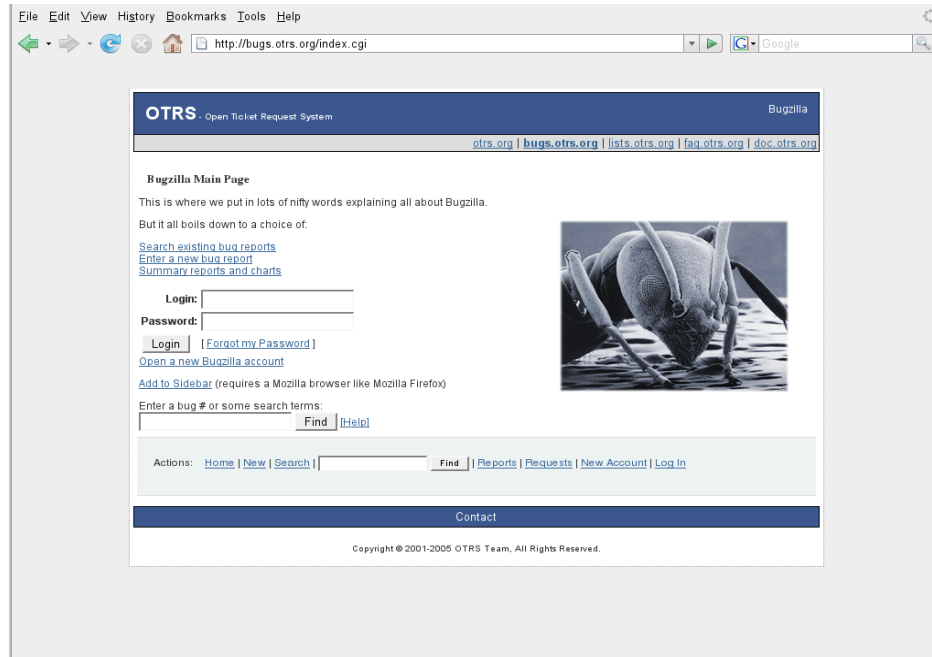 File Edit View History Bookmarks Tools Help
http://bugs.otrs.org/index.cgi
G Google
OTRS - Open Ticket Request System
Bugzilla
otrs.org | bugs.otrs.org | lists.otrs.org | faq.otrs.org | doc.otrs.org
Bugzilla Main Page
This is where we put in lots of nifty words explaining all about Bugzilla.
But it all boils down to a choice of:
Search existing bug reports
Enter a new bug report
Summary reports and charts
Login:
Password:
Login [ Forgot my Password ]
Open a new Bugzilla account
Add to Sidebar (requires a Mozilla browser like Mozilla Firefox)
Enter a bug # or some search terms:
Find [Help]
Actions: Home | New | Search | Find | Reports | Requests | New Account | Log In
Contact
Copyright © 2001-2005 OTRS Team, All Rights Reserved.